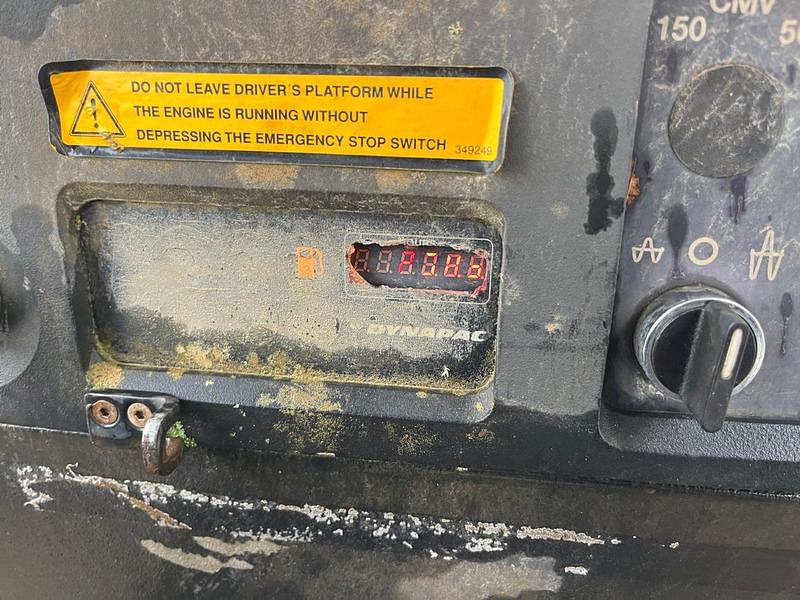 CMV
150
DO NOT LEAVE DRIVER'S PLATFORM WHILE
THE ENGINE IS RUNNING WITHOUT
DEPRESSING THE EMERGENCY STOP SWITCH
349249
DYNAPAC